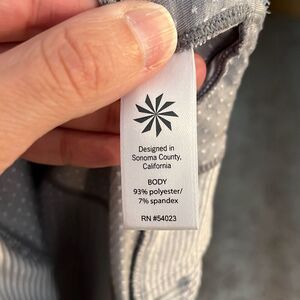 Designed in
Sonoma County,
California
BODY
93% polyester/
7% spandex
RN #54023